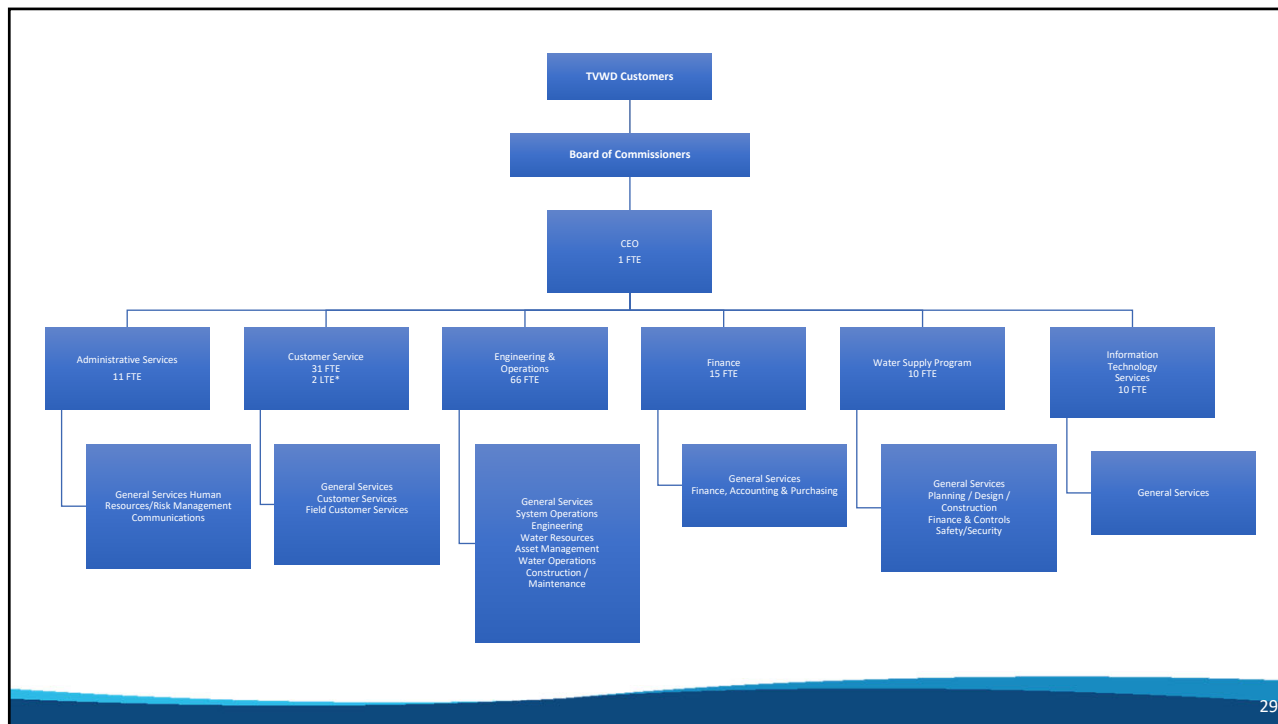 TVWD Customers
Board of Commissioners
CEO
1 FTE
Administrative Services
11 FTE
Customer Service
31 FTE
2 LTE*
Engineering &
Operations
66 FTE
Finance
15 FTE
Water Supply Program
10 FTE
Information
Technology
Services
10 FTE
General Services Human
Resources/Risk Management
Communications
General Services
Customer Services
Field Customer Services
General Services
System Operations
Engineering
Water Resources
Asset Management
Water Operations
Construction /
Maintenance
General Services
Finance, Accounting & Purchasing
General Services
Planning / Design /
Construction
Finance & Controls
Safety/Security
General Services
29